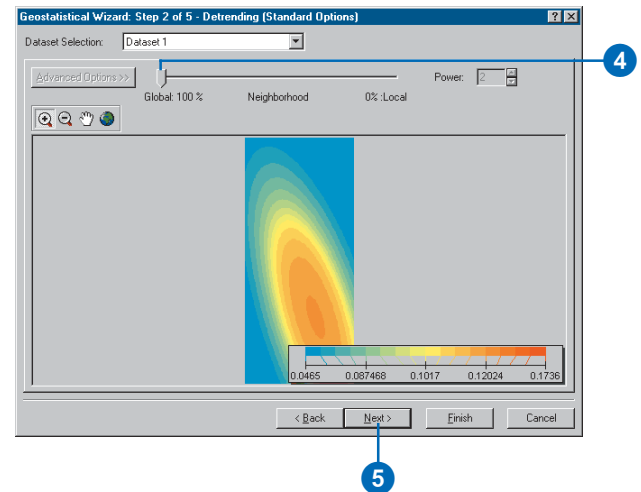 Geostatistical Wizard: Step 2 of 5 - Detrending (Standard Options)
Dataset Selection: Dataset 1
4
Advanced Options >> Power: 2
Global: 100 % Neighborhood 0% :Local
0.0465 0.087468 0.1017 0.12024 0.1736
< Back Next > Finish Cancel
5